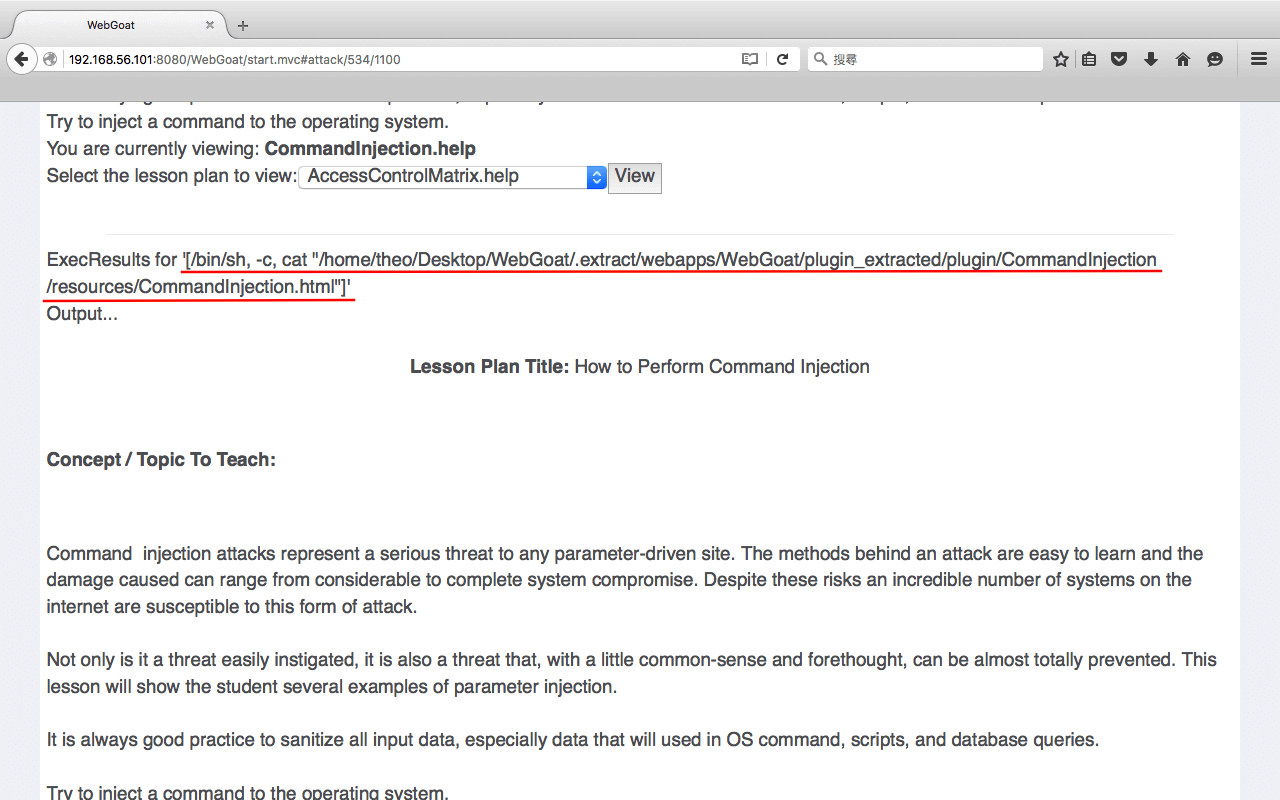 WebGoat
192.168.56.101:8080/WebGoat/start.mvc#attack/534/1100
搜尋
Try to inject a command to the operating system.
You are currently viewing: CommandInjection.help
Select the lesson plan to view: AccessControlMatrix.help View
ExecResults for '[/bin/sh, -c, cat "/home/theo/Desktop/WebGoat/.extract/webapps/WebGoat/plugin_extracted/plugin/CommandInjection
/resources/CommandInjection.html"]'
Output...
Lesson Plan Title: How to Perform Command Injection
Concept / Topic To Teach:
Command  injection attacks represent a serious threat to any parameter-driven site. The methods behind an attack are easy to learn and the
damage caused can range from considerable to complete system compromise. Despite these risks an incredible number of systems on the
internet are susceptible to this form of attack.
Not only is it a threat easily instigated, it is also a threat that, with a little common-sense and forethought, can be almost totally prevented. This
lesson will show the student several examples of parameter injection.
It is always good practice to sanitize all input data, especially data that will used in OS command, scripts, and database queries.
Try to inject a command to the operating system.